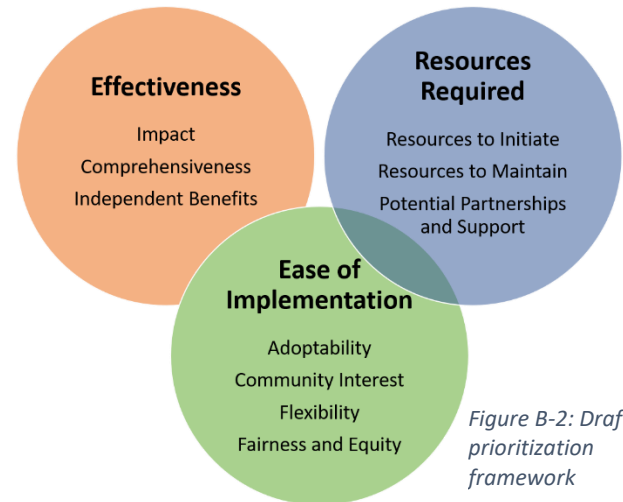 Effectiveness
Impact
Comprehensiveness
Independent Benefits
Resources
Required
Resources to Initiate
Resources to Maintain
Potential Partnerships
and Support
Ease of
Implementation
Adoptability
Community Interest
Flexibility
Fairness and Equity
Figure B-2: Draf
prioritization
framework